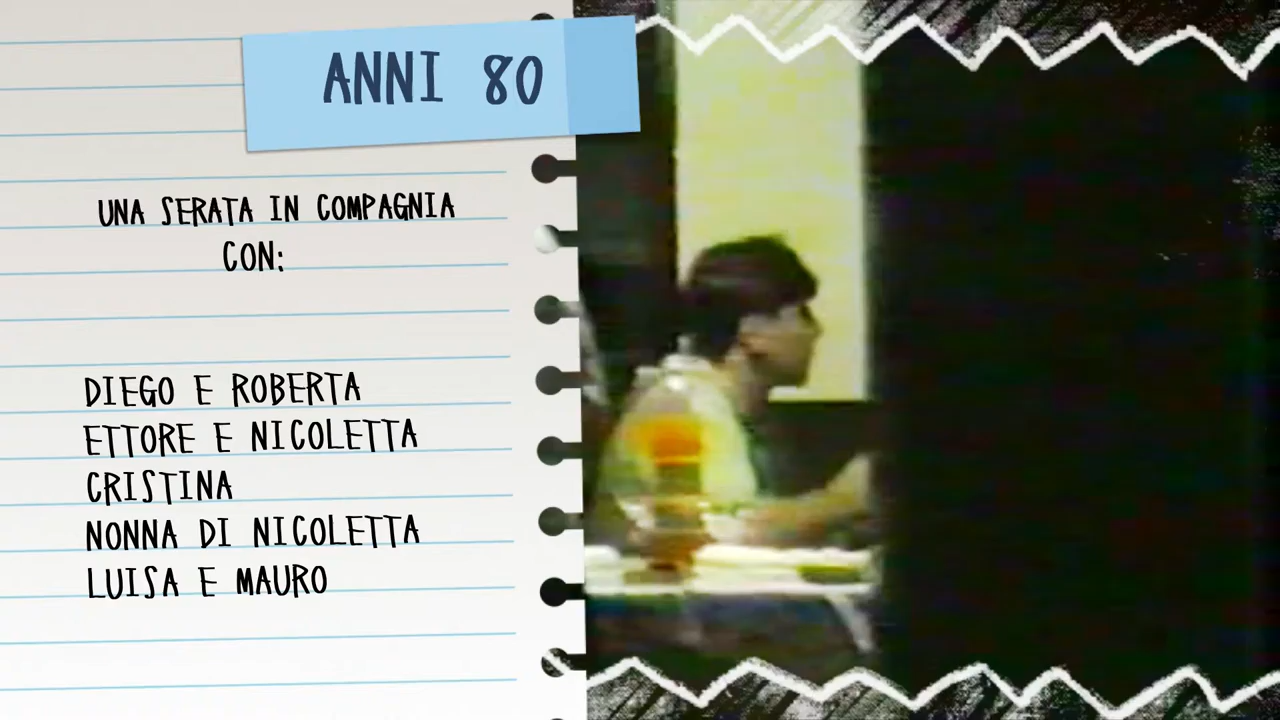 ANNI 80
UNA SERATA IN COMPAGNIA
CON:
DIEGO E ROBERTA
ETTORE E NICOLETTA
CRISTINA
NONNA DI NICOLETTA
LUISA E MAURO